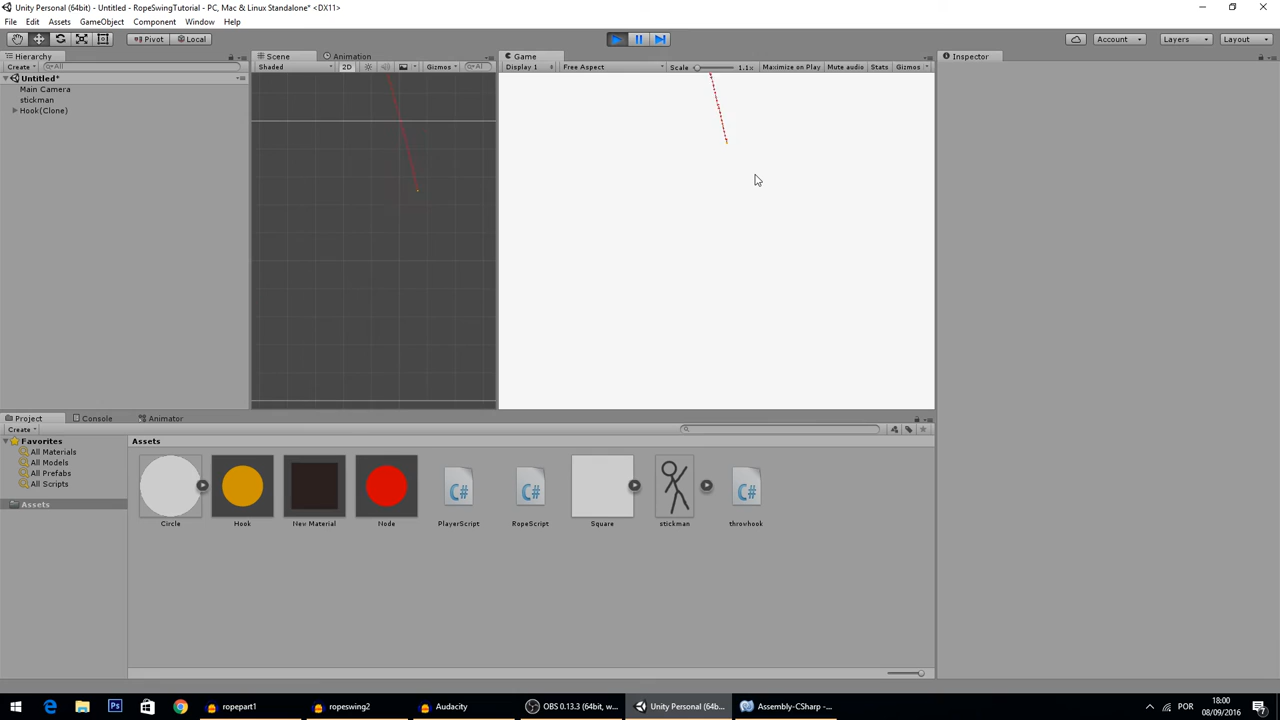 Unity Personal (64bit) - Untitled - RopeSwingTutorial - PC, Mac & Linux Standalone* <DX11>
File Edit Assets GameObject Component Window Help
Pivot Local Account Layers Layout
Hierarchy Scene Animation Game Inspector
Create All Shaded 2D Gizmos All Display 1 Free Aspect Scale 1.1x Maximize on Play Mute audio Stats Gizmos
Untitled*
Main Camera
stickman
Hook(Clone)
Project Console Animator
Create
Favorites
All Materials
All Models
All Prefabs
All Scripts
Assets
Assets
C# C# C#
Circle Hook New Material Node PlayerScript RopeScript Square stickman throwhook
ropepart1 ropeswing2 Audacity OBS 0.13.3 (64bit, w... Unity Personal (64b... Assembly-CSharp -... POR
18:00
08/09/2016